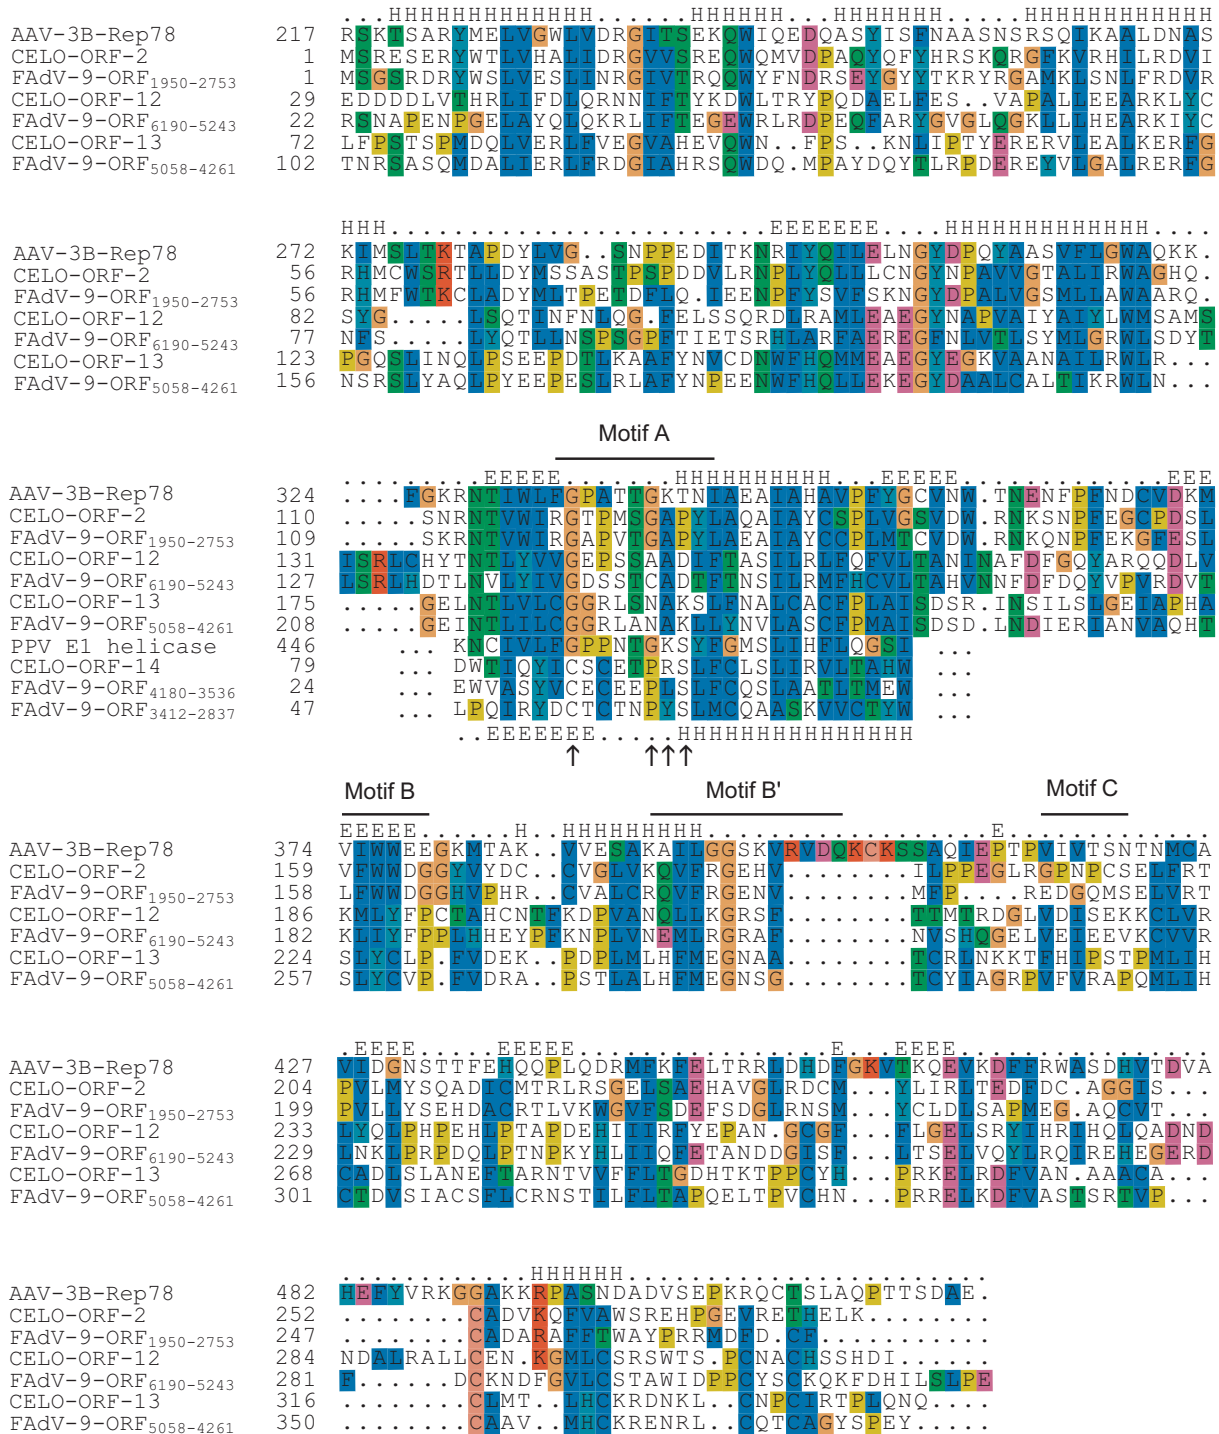 ...HHHHHHHHHHHHH......HHHHHH...HHHHHHH.....HHHHHHHHHHHH
AAV-3B-Rep78 217 RSKTSARYMELVGWLVDRGITSEKQWIQEDQASYISFNAASNSRSQIKAALDNAS
CELO-ORF-2 1 MSRESERYWTLVHALIDRGVVSREQWQMVDPAQYQFYHRSKQRGFKVRHILRDVI
FAdV-9-ORF1950-2753 1 MSGSRDRYWSLVESLINRGIVTRQQWYFNDRSEYGYYTKRYRGAMKLSNLFRDVR
CELO-ORF-12 29 EDDDDLVTHRLIFDLQRNNIFTYKDWLTRYPQDAELFES..VAPALLEEARKLYC
FAdV-9-ORF6190-5243 22 RSNAPENPGELAYQLQKRLIFTEGEWRLRDPEQFARYGVGLQGKLLLHEARKIYC
CELO-ORF-13 72 LFPSTSPMDQLVERLFVEGVAHEVQWN..FPS..KNLIPTYERERVLEALKERFG
FAdV-9-ORF5058-4261 102 TNRSASQMDALIERLFRDGIAHRSQWDQ.MPAYDQYTLRPDEREYVLGALRERFG
HHH........................EEEEEEE....HHHHHHHHHHHHH....
AAV-3B-Rep78 272 KIMSLTKTAPDYLVG..SNPPEDITKNRIYQILELNGYDPQYAASVFLGWAQKK.
CELO-ORF-2 56 RHMCWSRTLLDYMSSASTPSPDDVLRNPLYQLLLCNGYNPAVVGTALIRWAGHQ.
FAdV-9-ORF1950-2753 56 RHMFWTKCLADYMLTPETDFLQ.IEENPFYSVFSKNGYDPALVGSMLLAWAARQ.
CELO-ORF-12 82 SYG.....LSQTINFNLQG.FELSSQRDLRAMLEAEGYNAPVAIYAIYLWMSAMS
FAdV-9-ORF6190-5243 77 NFS.....LYQTLLNSPSGPFTIETSRHLARFAEREGFNLVTLSYMLGRWLSDYT
CELO-ORF-13 123 PGQSLINQLPSEEPDTLKAAFYNVCDNWFHQMMEAEGYEGKVAANAILRWLR...
FAdV-9-ORF5058-4261 156 NSRSLYAQLPYEEPESLRLAFYNPEENWFHQLLEKEGYDAALCALTIKRWLN...
Motif A
.........EEEEE.......HHHHHHHHHH...EEEEE.............EEE
AAV-3B-Rep78 324 ....FGKRNTIWLFGPATTGKTNIAEAIAHAVPFYGCVNW.TNENFPFNDCVDKM
CELO-ORF-2 110 .....SNRNTVWIRGTPMSGAPYLAQAIAYCSPLVGSVDW.RNKSNPFEGCPDSL
FAdV-9-ORF1950-2753 109 .....SKRNTVWIRGAPVTGAPYLAEAIAYCCPLMTCVDW.RNKQNPFEKGFESL
CELO-ORF-12 131 ISRLCHYTNTLYVVGEPSSAADIFTASILRLFQFVLTANINAFDFGQYARQQDLV
FAdV-9-ORF6190-5243 127 LSRLHDTLNVLYIVGDSSTCADTFTNSILRMFHCVLTAHVNNFDFDQYVPVRDVT
CELO-ORF-13 175 .....GELNTLVLCGGRLSNAKSLFNALCACFPLAISDSR.INSILSLGEIAPHA
FAdV-9-ORF5058-4261 208 .....GEINTLILCGGRLANAKLLYNVLASCFPMAISDSD.LNDIERIANVAQHT
PPV E1 helicase 446 ... KNCIVLFGPPNTGKSYFGMSLIHFLQGSI ...
CELO-ORF-14 79 ... DWTIQYICSCETPRSLFCLSLIRVLTAHW ...
FAdV-9-ORF4180-3536 24 ... EWVASYVCECEEPLSLFCQSLAATLTMEW ...
FAdV-9-ORF3412-2837 47 ... LPQIRYDCTCTNPYSLMCQAASKVVCTYW ...
..EEEEEEE.....HHHHHHHHHHHHHHH
↑ ↑↑↑
Motif B Motif B' Motif C
EEEEE......H..HHHHHHHHH..................E.............
AAV-3B-Rep78 374 VIWWEEGKMTAK..VVESAKAILGGSKVRVDQKCKSSAQIEPTPVIVTSNTNMCA
CELO-ORF-2 159 VFWWDGGYVYDC..CVGLVKQVFRGEHV........ILPPEGLRGPNPCSELFRT
FAdV-9-ORF1950-2753 158 LFWWDGGHVPHR..CVALCRQVFRGENV........MFP...REDGQMSELVRT
CELO-ORF-12 186 KMLYFPCTAHCNTFKDPVANQLLKGRSF........TTMTRDGLVDISEKKCLVR
FAdV-9-ORF6190-5243 182 KLIYFPPLHHEYPFKNPLVNEMLRGRAF........NVSHQGELVEIEEVKCVVR
CELO-ORF-13 224 SLYCLP.FVDEK..PDPLMLHFMEGNAA........TCRLNKKTFHIPSTPMLIH
FAdV-9-ORF5058-4261 257 SLYCVP.FVDRA..PSTLALHFMEGNSG........TCYIAGRPVFVRAPQMLIH
.EEEE.....EEEEE................E...EEEE................
AAV-3B-Rep78 427 VIDGNSTTFEHQQPLQDRMFKFELTRRLDHDFGKVTKQEVKDFFRWASDHVTDVA
CELO-ORF-2 204 PVLMYSQADICMTRLRSGELSAEHAVGLRDCM...YLIRLTEDFDC.AGGIS...
FAdV-9-ORF1950-2753 199 PVLLYSEHDACRTLVKWGVFSDEFSDGLRNSM...YCLDLSAPMEG.AQCVT...
CELO-ORF-12 233 LYQLPHPEHLPTAPDEHIIIRFYEPAN.GCGF...FLGELSRYIHRIHQLQADND
FAdV-9-ORF6190-5243 229 LNKLPRPDQLPTNPKYHLIIQFETANDDGISF...LTSELVQYLRQIREHEGERD
CELO-ORF-13 268 CADLSLANEFTARNTVVFFLTGDHTKTPPCYH...PRKELRDFVAN.AAACA...
FAdV-9-ORF5058-4261 301 CTDVSIACSFLCRNSTILFLTAPQELTPVCHN...PRRELKDFVASTSRTVP...
............HHHHHH.......................
AAV-3B-Rep78 482 HEFYVRKGGAKKRPASNDADVSEPKRQCTSLAQPTTSDAE.
CELO-ORF-2 252 ........CADVKQFVAWSREHPGEVRETHELK........
FAdV-9-ORF1950-2753 247 ........CADARAFFTWAYPRRMDFD.CF...........
CELO-ORF-12 284 NDALRALLCEN.KGMLCSRSWTS.PCNACHSSHDI......
FAdV-9-ORF6190-5243 281 F.......DCKNDFGVLCSTAWIDPPCYSCKQKFDHILSLPE
CELO-ORF-13 316 ........CLMT..LHCKRDNKL..CNPCIRTPLQNQ....
FAdV-9-ORF5058-4261 350 ........CAAV..MHCKRENRL..CQTCAGYSPEY.....